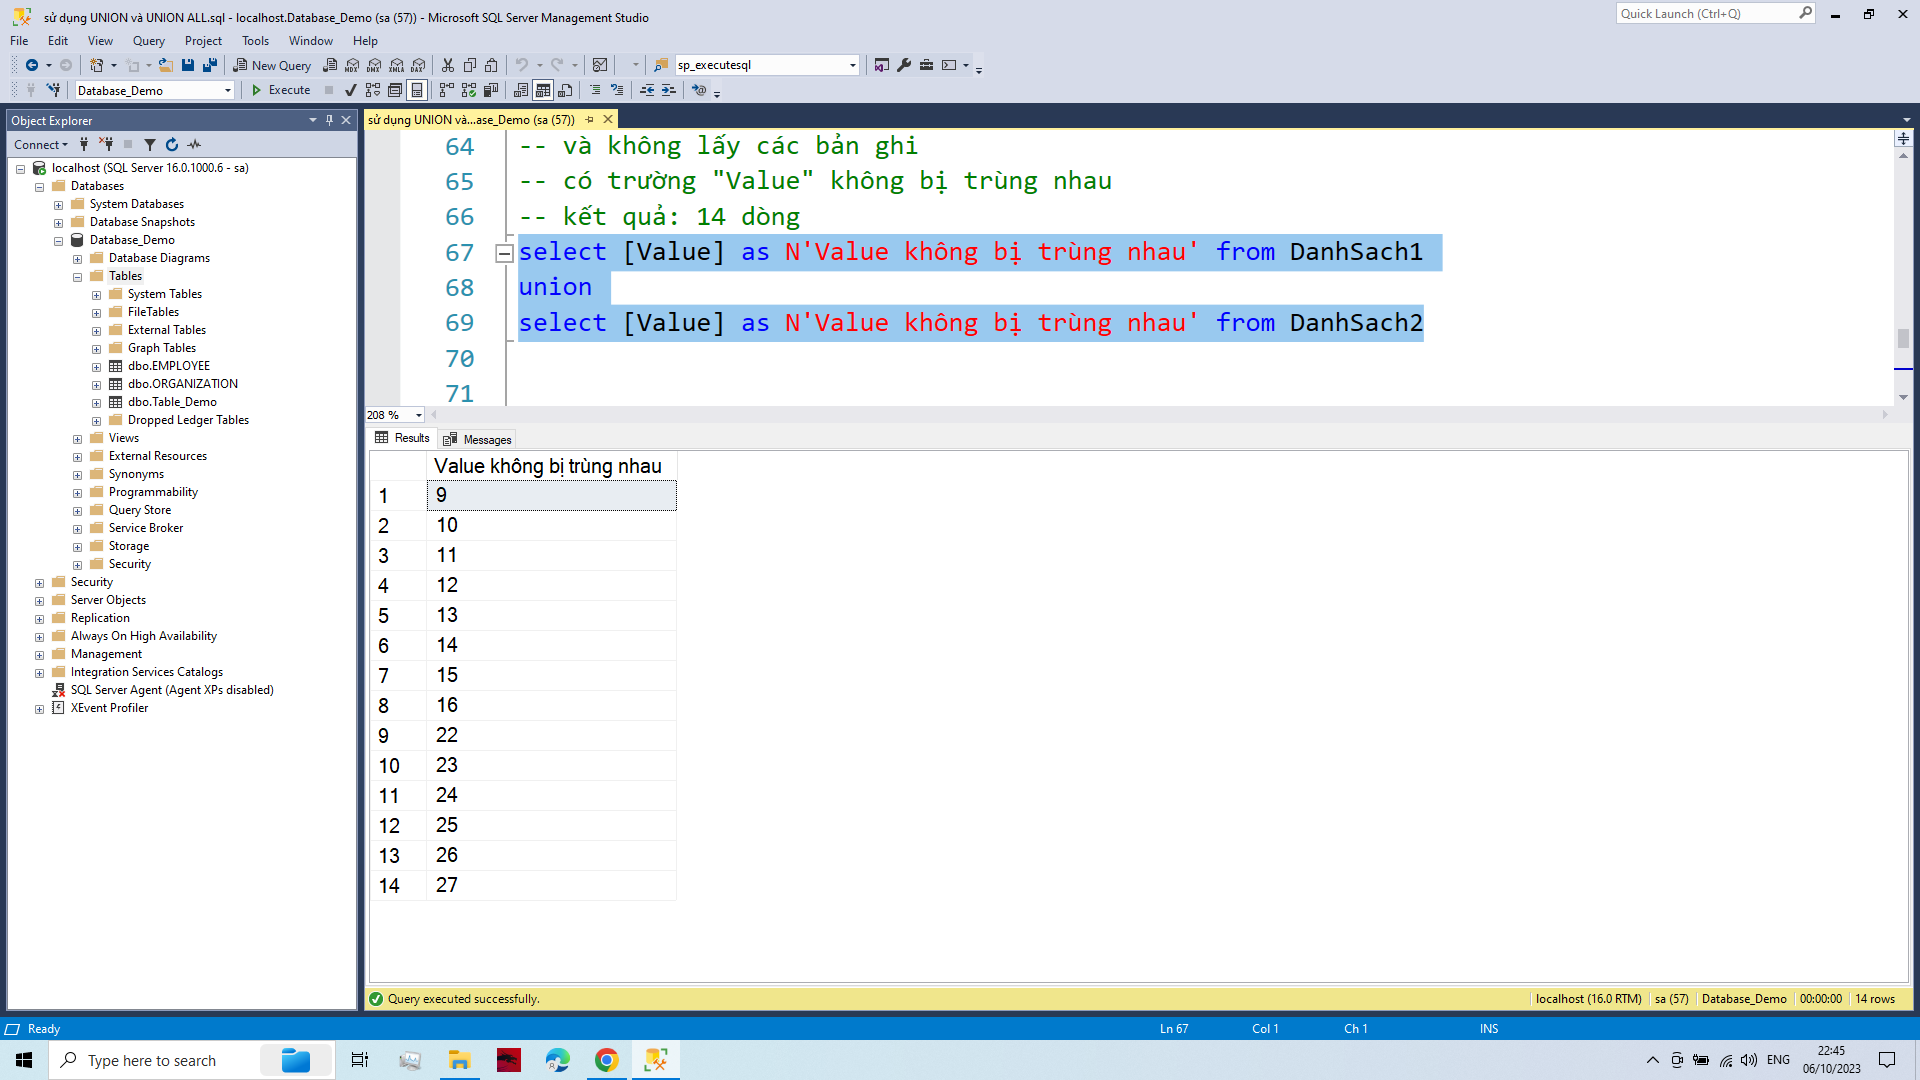 sử dụng UNION và UNION ALL.sql - localhost.Database_Demo (sa (57)) - Microsoft SQL Server Management Studio
Quick Launch (Ctrl+Q)
File Edit View Query Project Tools Window Help
New Query
MDX DMX XMLA DAX
sp_executesql
Database_Demo
Execute
Object Explorer
Connect
localhost (SQL Server 16.0.1000.6 - sa)
Databases
System Databases
Database Snapshots
Database_Demo
Database Diagrams
Tables
System Tables
FileTables
External Tables
Graph Tables
dbo.EMPLOYEE
dbo.ORGANIZATION
dbo.Table_Demo
Dropped Ledger Tables
Views
External Resources
Synonyms
Programmability
Query Store
Service Broker
Storage
Security
Security
Server Objects
Replication
Always On High Availability
Management
Integration Services Catalogs
SQL Server Agent (Agent XPs disabled)
XEvent Profiler
sử dụng UNION và...ase_Demo (sa (57))
64 -- và không lấy các bản ghi
65 -- có trường "Value" không bị trùng nhau
66 -- kết quả: 14 dòng
67 select [Value] as N'Value không bị trùng nhau' from DanhSach1
68 union
69 select [Value] as N'Value không bị trùng nhau' from DanhSach2
70
71
208 %
Results Messages
Value không bị trùng nhau
1 9
2 10
3 11
4 12
5 13
6 14
7 15
8 16
9 22
10 23
11 24
12 25
13 26
14 27
Query executed successfully.
localhost (16.0 RTM) sa (57) Database_Demo 00:00:00 14 rows
Ready
Ln 67 Col 1 Ch 1 INS
Type here to search
ENG
22:45
06/10/2023